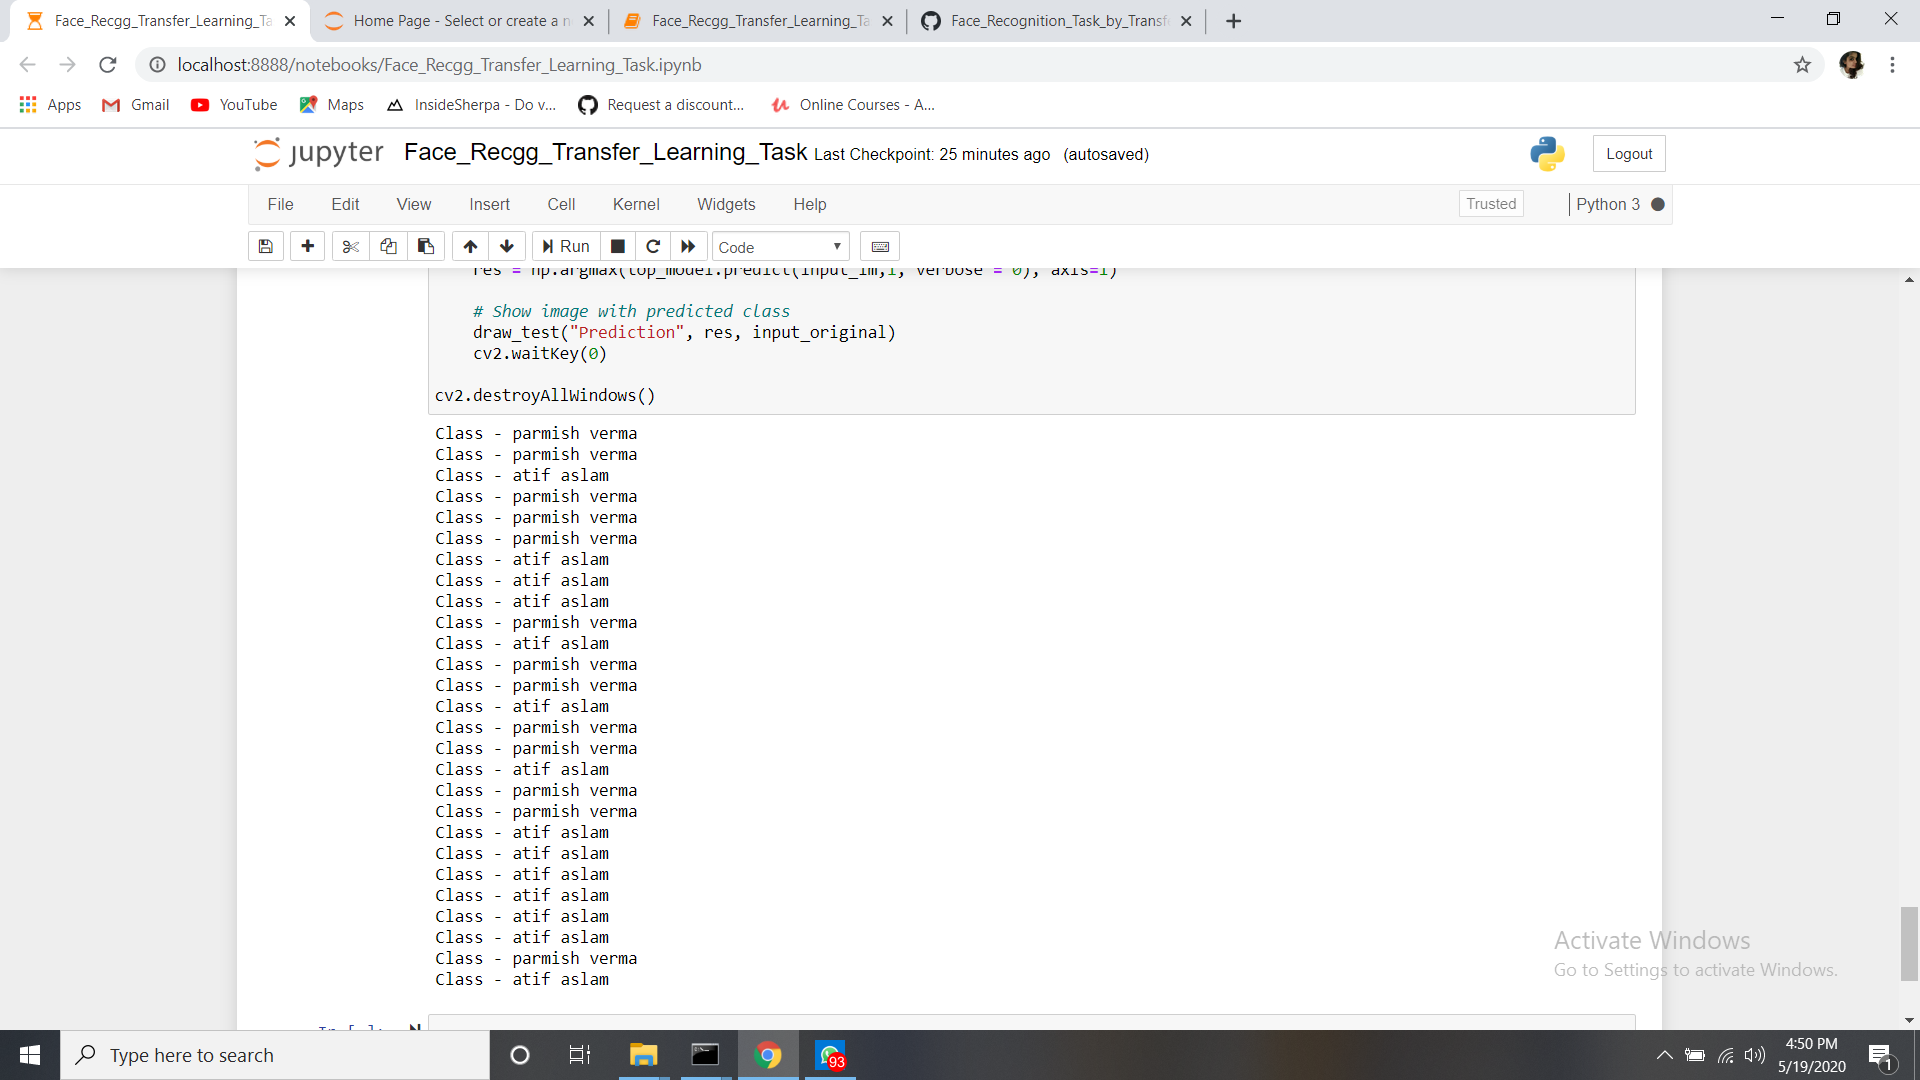 Face_Recgg_Transfer_Learning_Ta
Home Page - Select or create a n
Face_Recgg_Transfer_Learning_Ta
Face_Recognition_Task_by_Transf
localhost:8888/notebooks/Face_Recgg_Transfer_Learning_Task.ipynb
Apps
Gmail
YouTube
Maps
InsideSherpa - Do v...
Request a discount...
Online Courses - A...
jupyter
Face_Recgg_Transfer_Learning_Task
Last Checkpoint: 25 minutes ago (autosaved)
Logout
File
Edit
View
Insert
Cell
Kernel
Widgets
Help
Trusted
Python 3
Run
Code
res = np.argmax(top_model.predict(input_im,1, verbose = 0), axis=1)
# Show image with predicted class
draw_test("Prediction", res, input_original)
cv2.waitKey(0)
cv2.destroyAllWindows()
Class - parmish verma
Class - parmish verma
Class - atif aslam
Class - parmish verma
Class - parmish verma
Class - parmish verma
Class - atif aslam
Class - atif aslam
Class - atif aslam
Class - parmish verma
Class - atif aslam
Class - parmish verma
Class - parmish verma
Class - atif aslam
Class - parmish verma
Class - parmish verma
Class - atif aslam
Class - parmish verma
Class - parmish verma
Class - atif aslam
Class - atif aslam
Class - atif aslam
Class - atif aslam
Class - atif aslam
Class - atif aslam
Class - parmish verma
Class - atif aslam
Activate Windows
Go to Settings to activate Windows.
In [ ]:
Type here to search
93
4:50 PM
5/19/2020
1